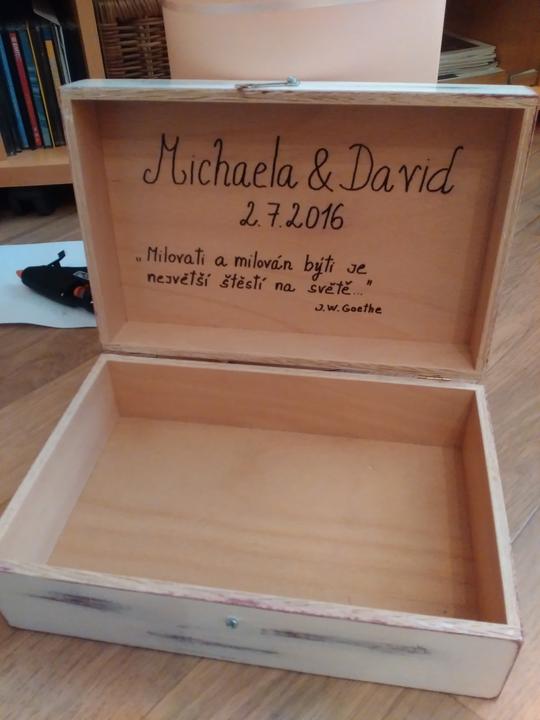 Michaela & David
2.7.2016
„Milovati a milován býti je
největší štěstí na světě..."
J.W. Goethe